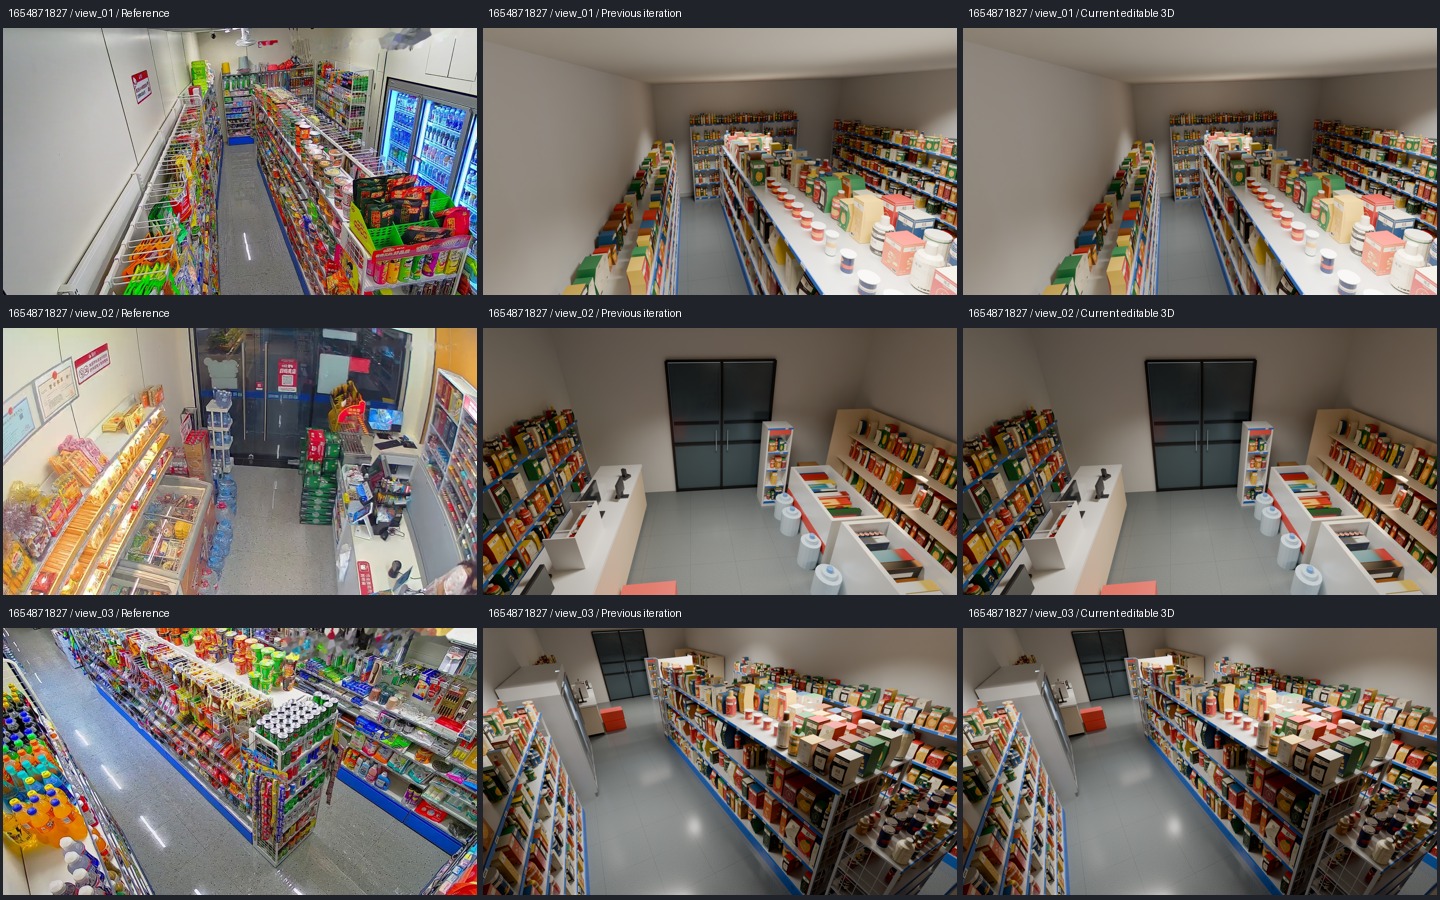 1654871827 / view_01 / Reference
1654871827 / view_01 / Previous iteration
1654871827 / view_01 / Current editable 3D
1654871827 / view_02 / Reference
1654871827 / view_02 / Previous iteration
1654871827 / view_02 / Current editable 3D
1654871827 / view_03 / Reference
1654871827 / view_03 / Previous iteration
1654871827 / view_03 / Current editable 3D